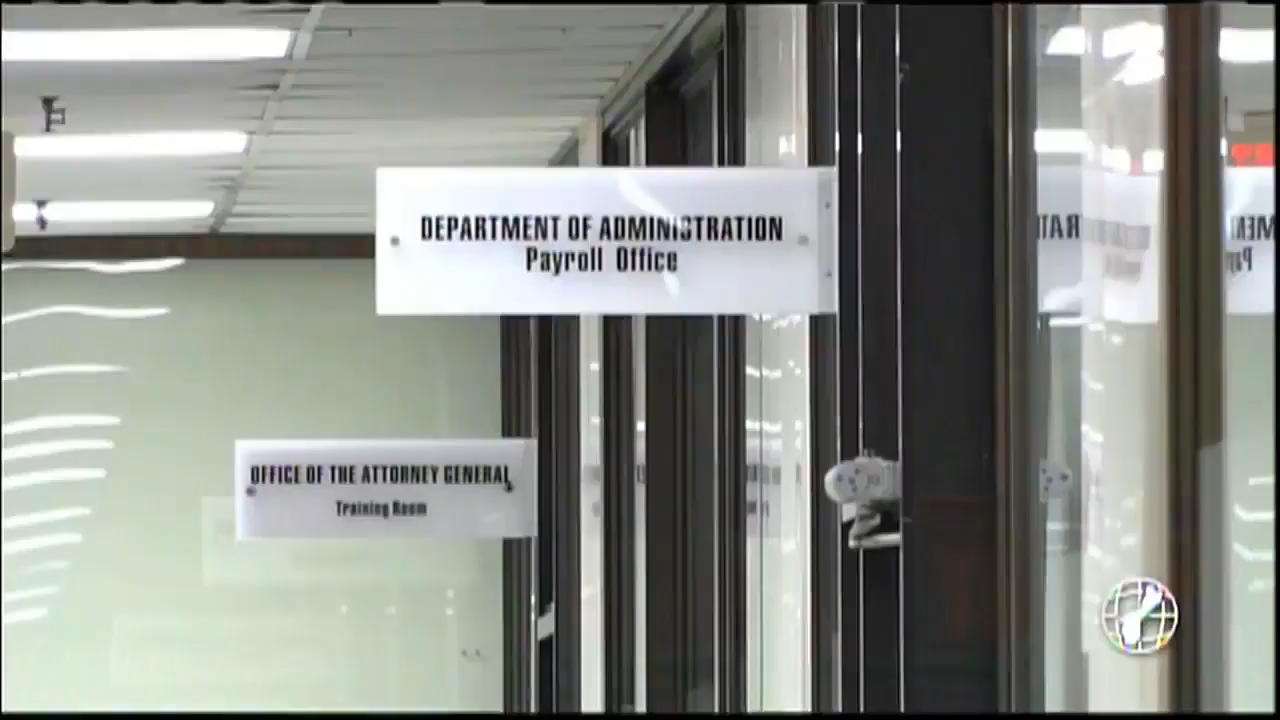 DEPARTMENT OF ADMINISTRATION
Payroll Office
OFFICE OF THE ATTORNEY GENERAL
Training Room